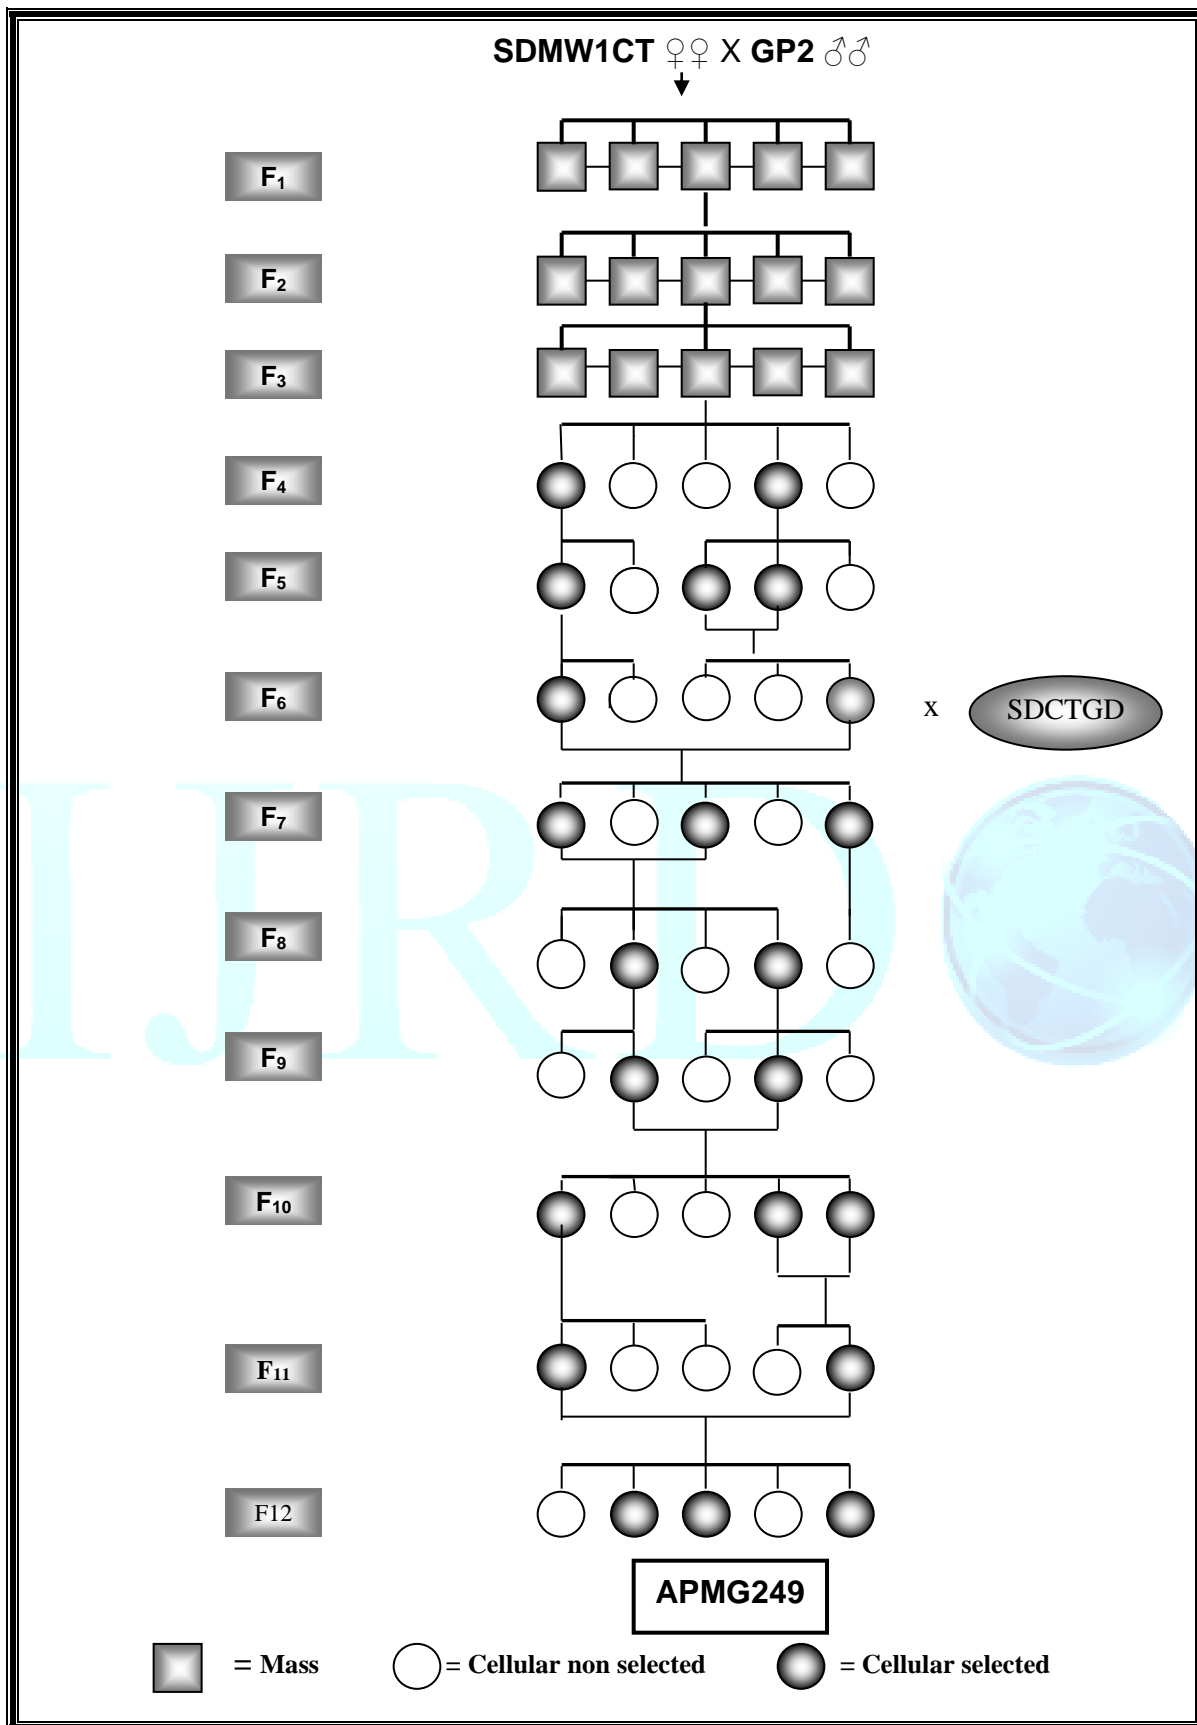 SDMW1CT ♀♀ X GP2 ♂♂
F₁
F₂
F₃
F₄
F₅
F₆
x SDCTGD
F₇
IJRD
F₈
F₉
F₁₀
F₁₁
F12
APMG249
= Mass = Cellular non selected = Cellular selected